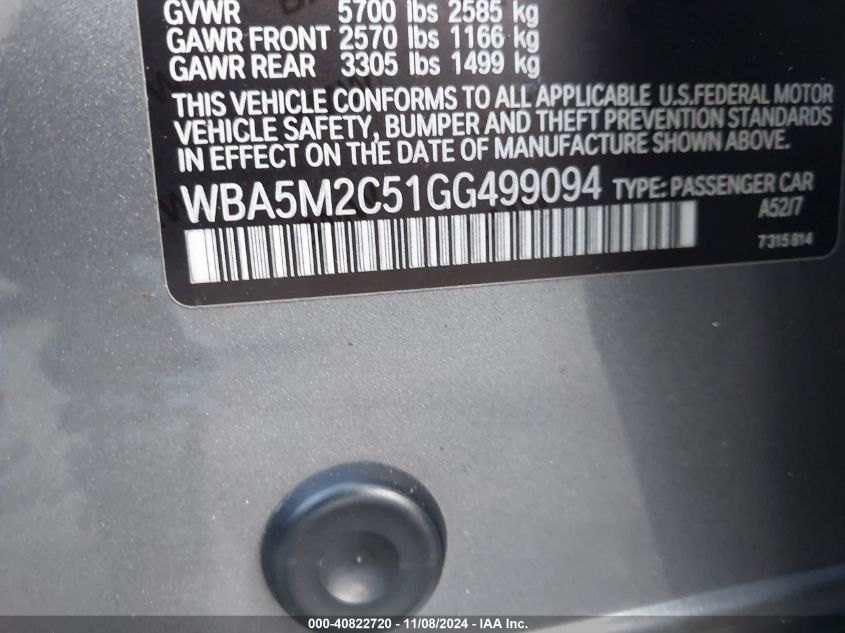 GVWR 5700 lbs 2585 kg
GAWR FRONT 2570 lbs 1166 kg
GAWR REAR 3305 lbs 1499 kg
THIS VEHICLE CONFORMS TO ALL APPLICABLE U.S.FEDERAL MOTOR
VEHICLE SAFETY, BUMPER AND THEFT PREVENTION STANDARDS
IN EFFECT ON THE DATE OF MANUFACTURE SHOWN ABOVE.
WBA5M2C51GG499094 TYPE: PASSENGER CAR
A52/7
7315814
000-40822720 - 11/08/2024 - IAA Inc.